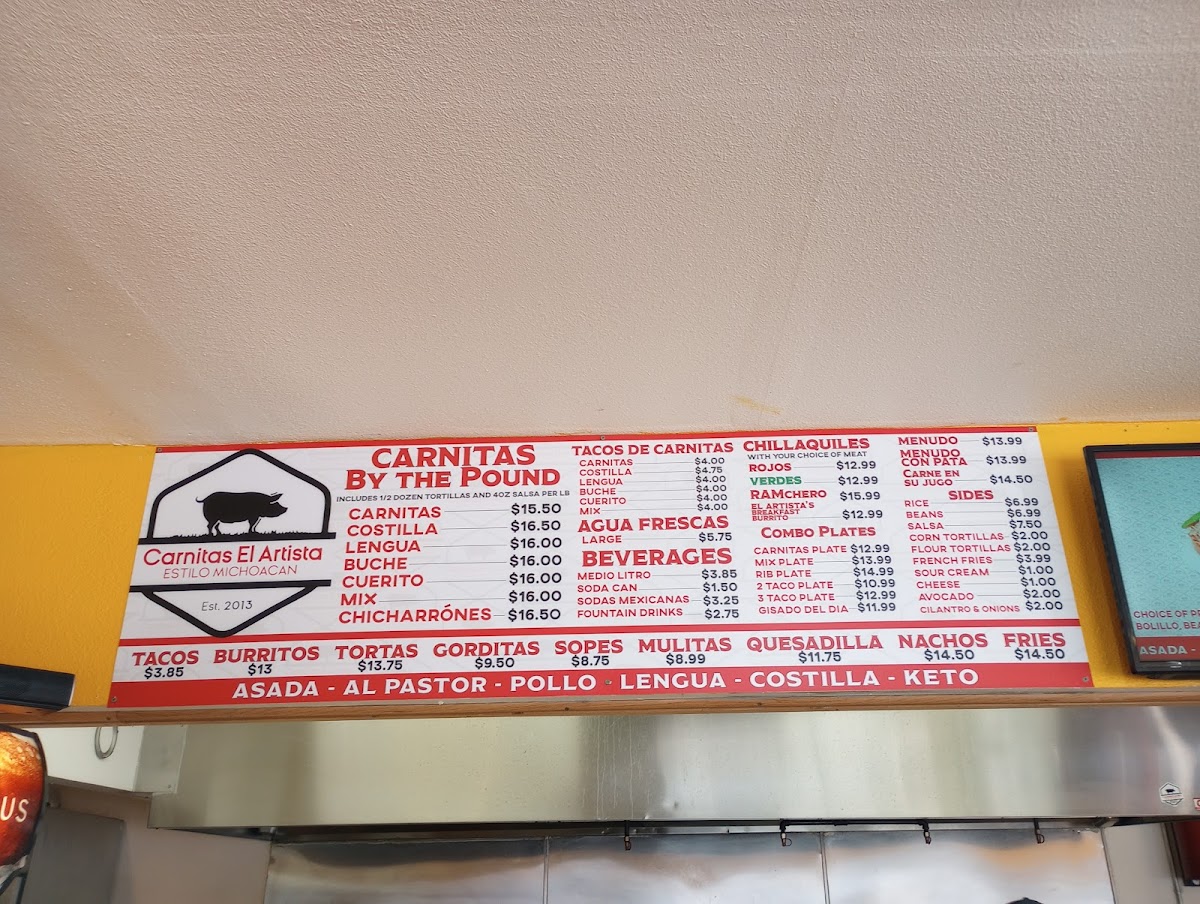 Carnitas El Artista
ESTILO MICHOACAN
Est. 2013
CARNITAS
BY THE POUND
INCLUDES 1/2 DOZEN TORTILLAS AND 4OZ SALSA PER LB
CARNITAS $15.50
COSTILLA $16.50
LENGUA $16.00
BUCHE $16.00
CUERITO $16.00
MIX $16.00
CHICHARRÓNES $16.50
TACOS DE CARNITAS
CARNITAS $4.00
COSTILLA $4.75
LENGUA $4.00
BUCHE $4.00
CUERITO $4.00
MIX $4.00
AGUA FRESCAS
LARGE $5.75
BEVERAGES
MEDIO LITRO $3.85
SODA CAN $1.50
SODAS MEXICANAS $3.25
FOUNTAIN DRINKS $2.75
CHILLAQUILES
WITH YOUR CHOICE OF MEAT
ROJOS $12.99
VERDES $12.99
RAMCHERO $15.99
EL ARTISTA'S
BREAKFAST
BURRITO $12.99
COMBO PLATES
CARNITAS PLATE $12.99
MIX PLATE $13.99
RIB PLATE $14.99
2 TACO PLATE $10.99
3 TACO PLATE $12.99
GISADO DEL DIA $11.99
MENUDO $13.99
MENUDO
CON PATA $13.99
CARNE EN
SU JUGO $14.50
SIDES
RICE $6.99
BEANS $6.99
SALSA $7.50
CORN TORTILLAS $2.00
FLOUR TORTILLAS $2.00
FRENCH FRIES $3.99
SOUR CREAM $1.00
CHEESE $1.00
AVOCADO $2.00
CILANTRO & ONIONS $2.00
TACOS BURRITOS TORTAS GORDITAS SOPES MULITAS QUESADILLA NACHOS FRIES
$3.85 $13 $13.75 $9.50 $8.75 $8.99 $11.75 $14.50 $14.50
ASADA - AL PASTOR - POLLO - LENGUA - COSTILLA - KETO
CHOICE OF
BOLILLO,
ASADA -
US